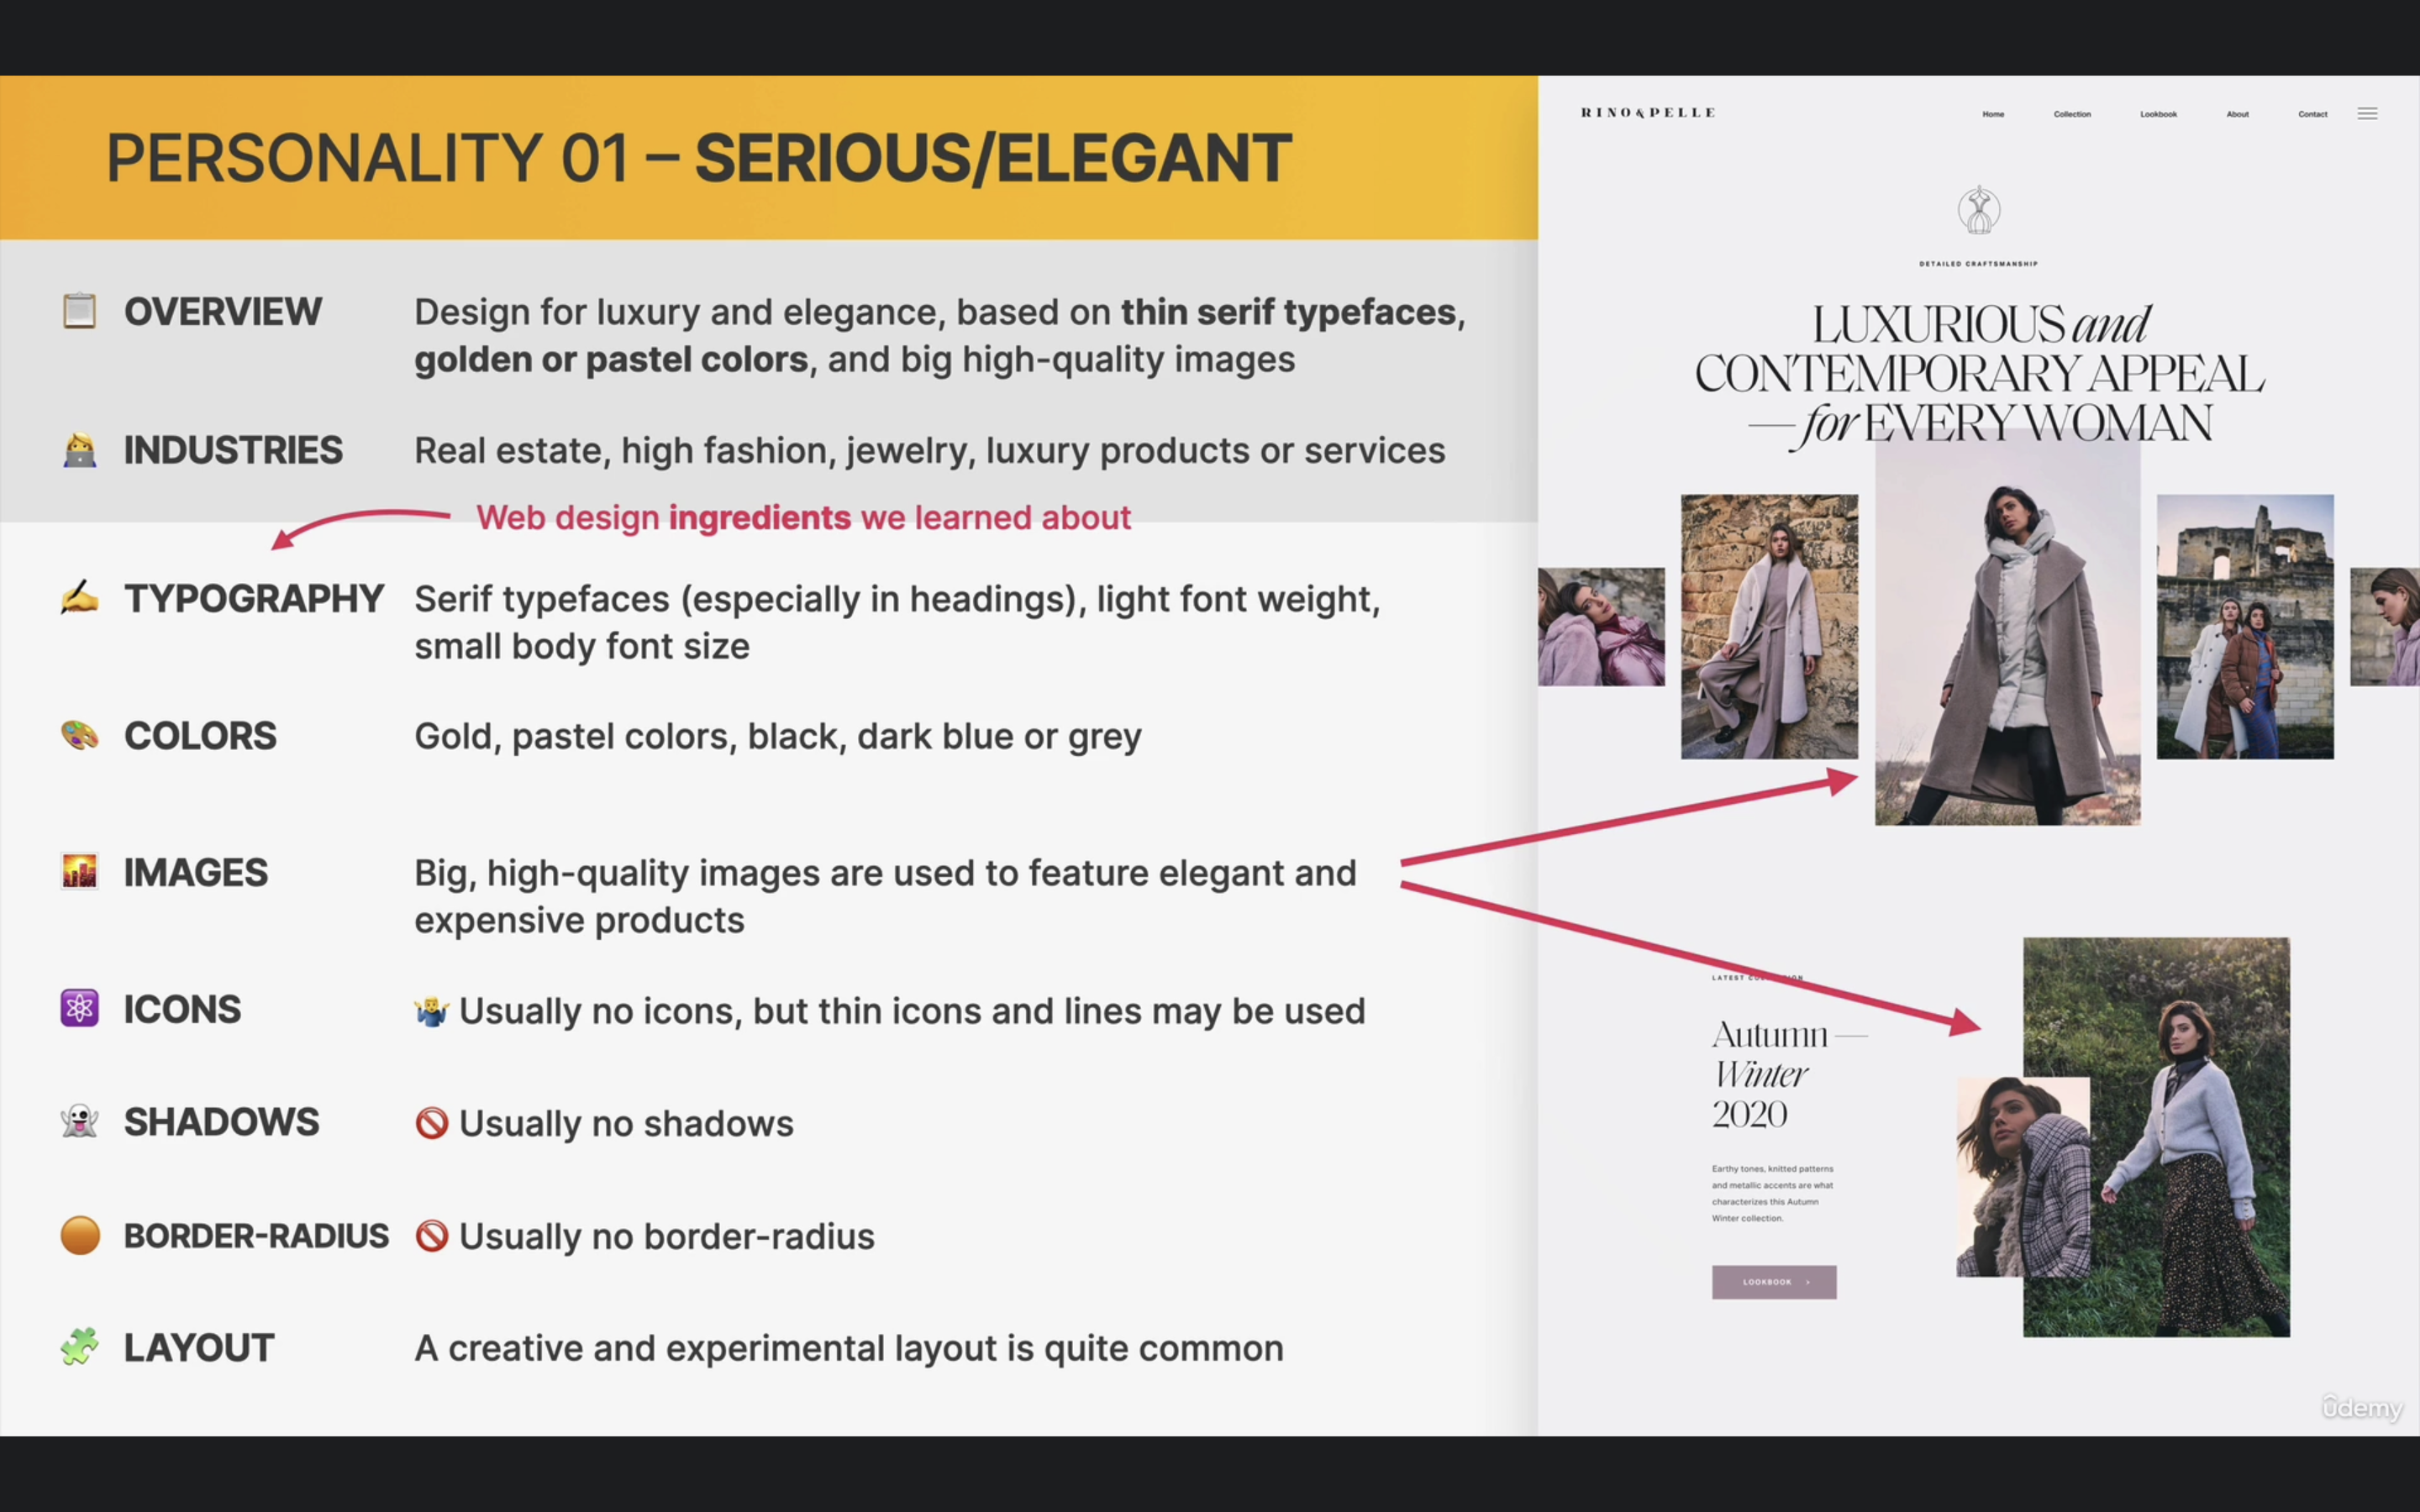 PERSONALITY 01 – SERIOUS/ELEGANT
OVERVIEW
Design for luxury and elegance, based on thin serif typefaces,
golden or pastel colors, and big high-quality images
INDUSTRIES
Real estate, high fashion, jewelry, luxury products or services
Web design ingredients we learned about
TYPOGRAPHY
Serif typefaces (especially in headings), light font weight,
small body font size
COLORS
Gold, pastel colors, black, dark blue or grey
IMAGES
Big, high-quality images are used to feature elegant and
expensive products
ICONS
🤷‍♂️ Usually no icons, but thin icons and lines may be used
SHADOWS
🚫 Usually no shadows
BORDER-RADIUS
🚫 Usually no border-radius
LAYOUT
A creative and experimental layout is quite common
RINO&PELLE
Home Collection Lookbook About Contact
DETAILED CRAFTSMANSHIP
LUXURIOUS and
CONTEMPORARY APPEAL
— for EVERY WOMAN
LATEST
Autumn —
Winter
2020
Earthy tones, knitted patterns
and metallic accents are what
characterizes this Autumn
Winter collection.
LOOKBOOK >
ûdemy